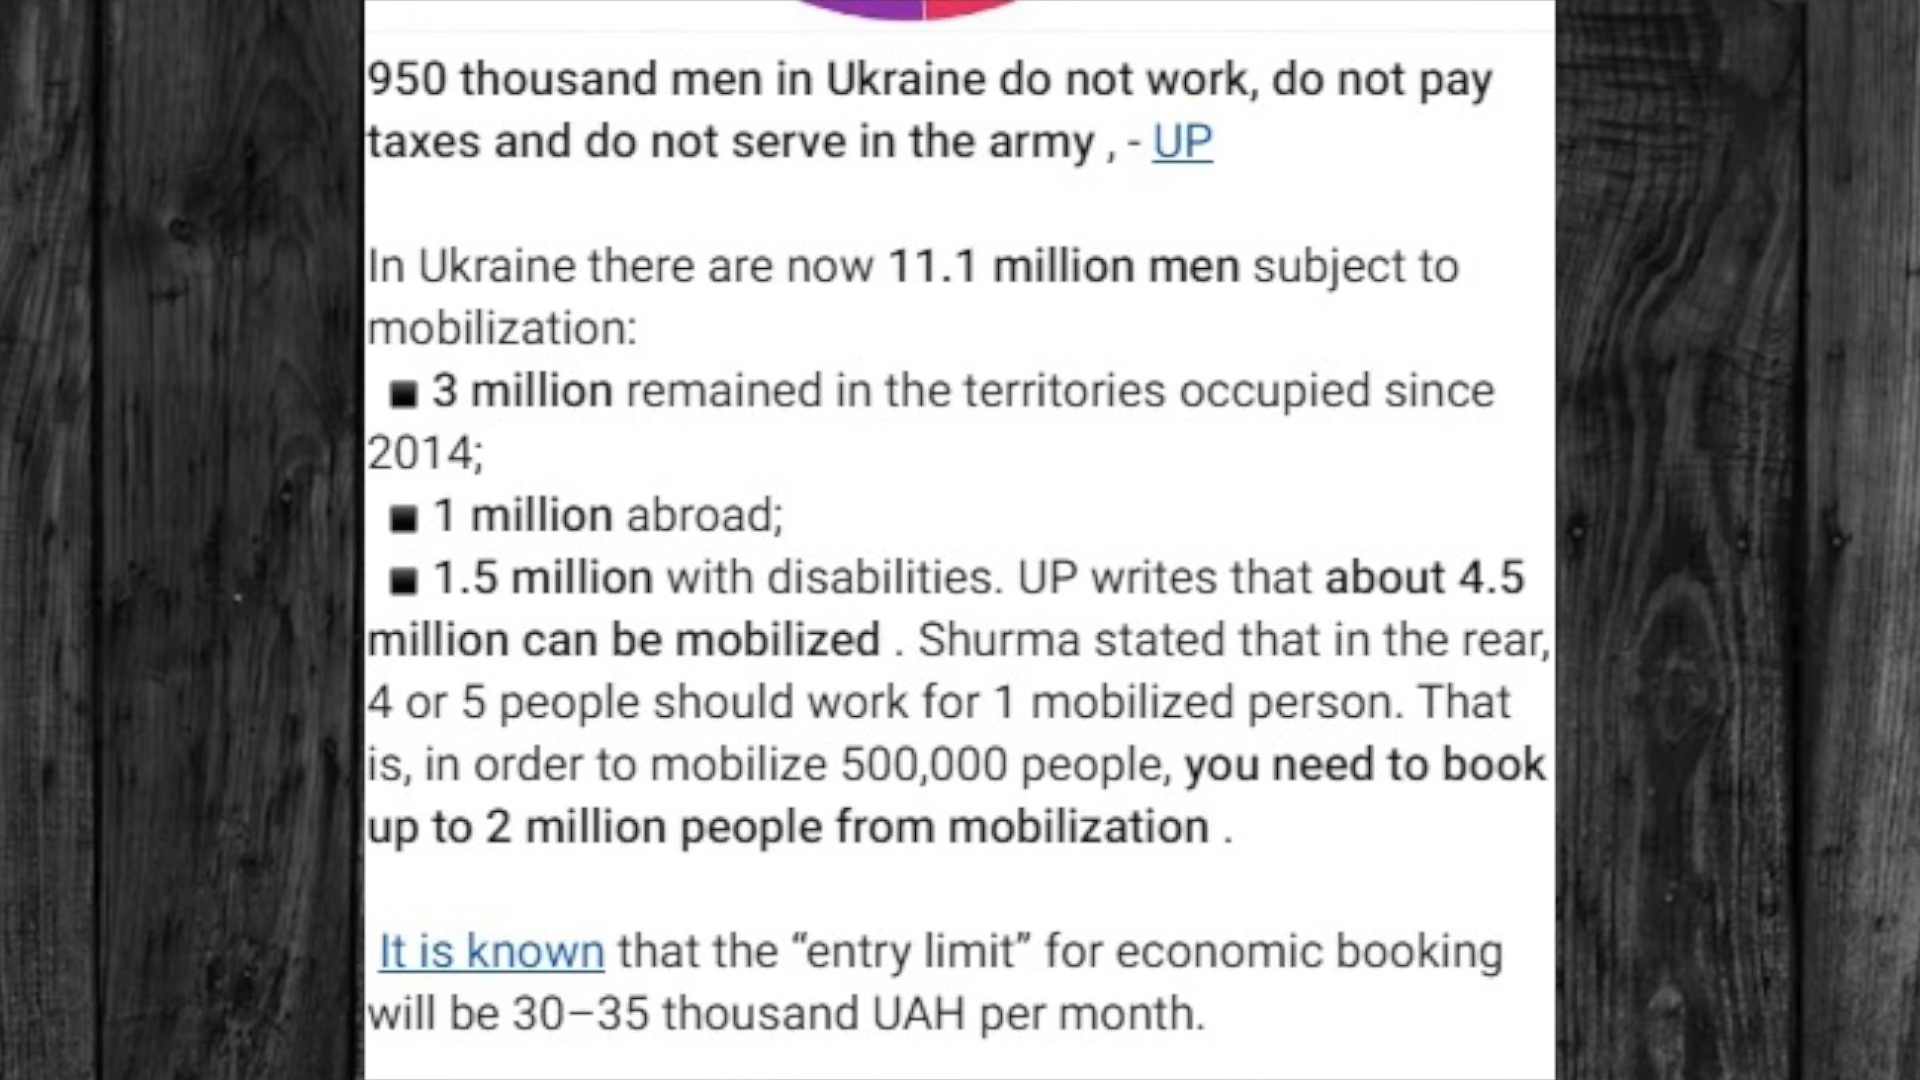 950 thousand men in Ukraine do not work, do not pay
taxes and do not serve in the army , - UP
In Ukraine there are now 11.1 million men subject to
mobilization:
▪ 3 million remained in the territories occupied since
2014;
▪ 1 million abroad;
▪ 1.5 million with disabilities. UP writes that about 4.5
million can be mobilized . Shurma stated that in the rear,
4 or 5 people should work for 1 mobilized person. That
is, in order to mobilize 500,000 people, you need to book
up to 2 million people from mobilization .
It is known that the “entry limit” for economic booking
will be 30–35 thousand UAH per month.